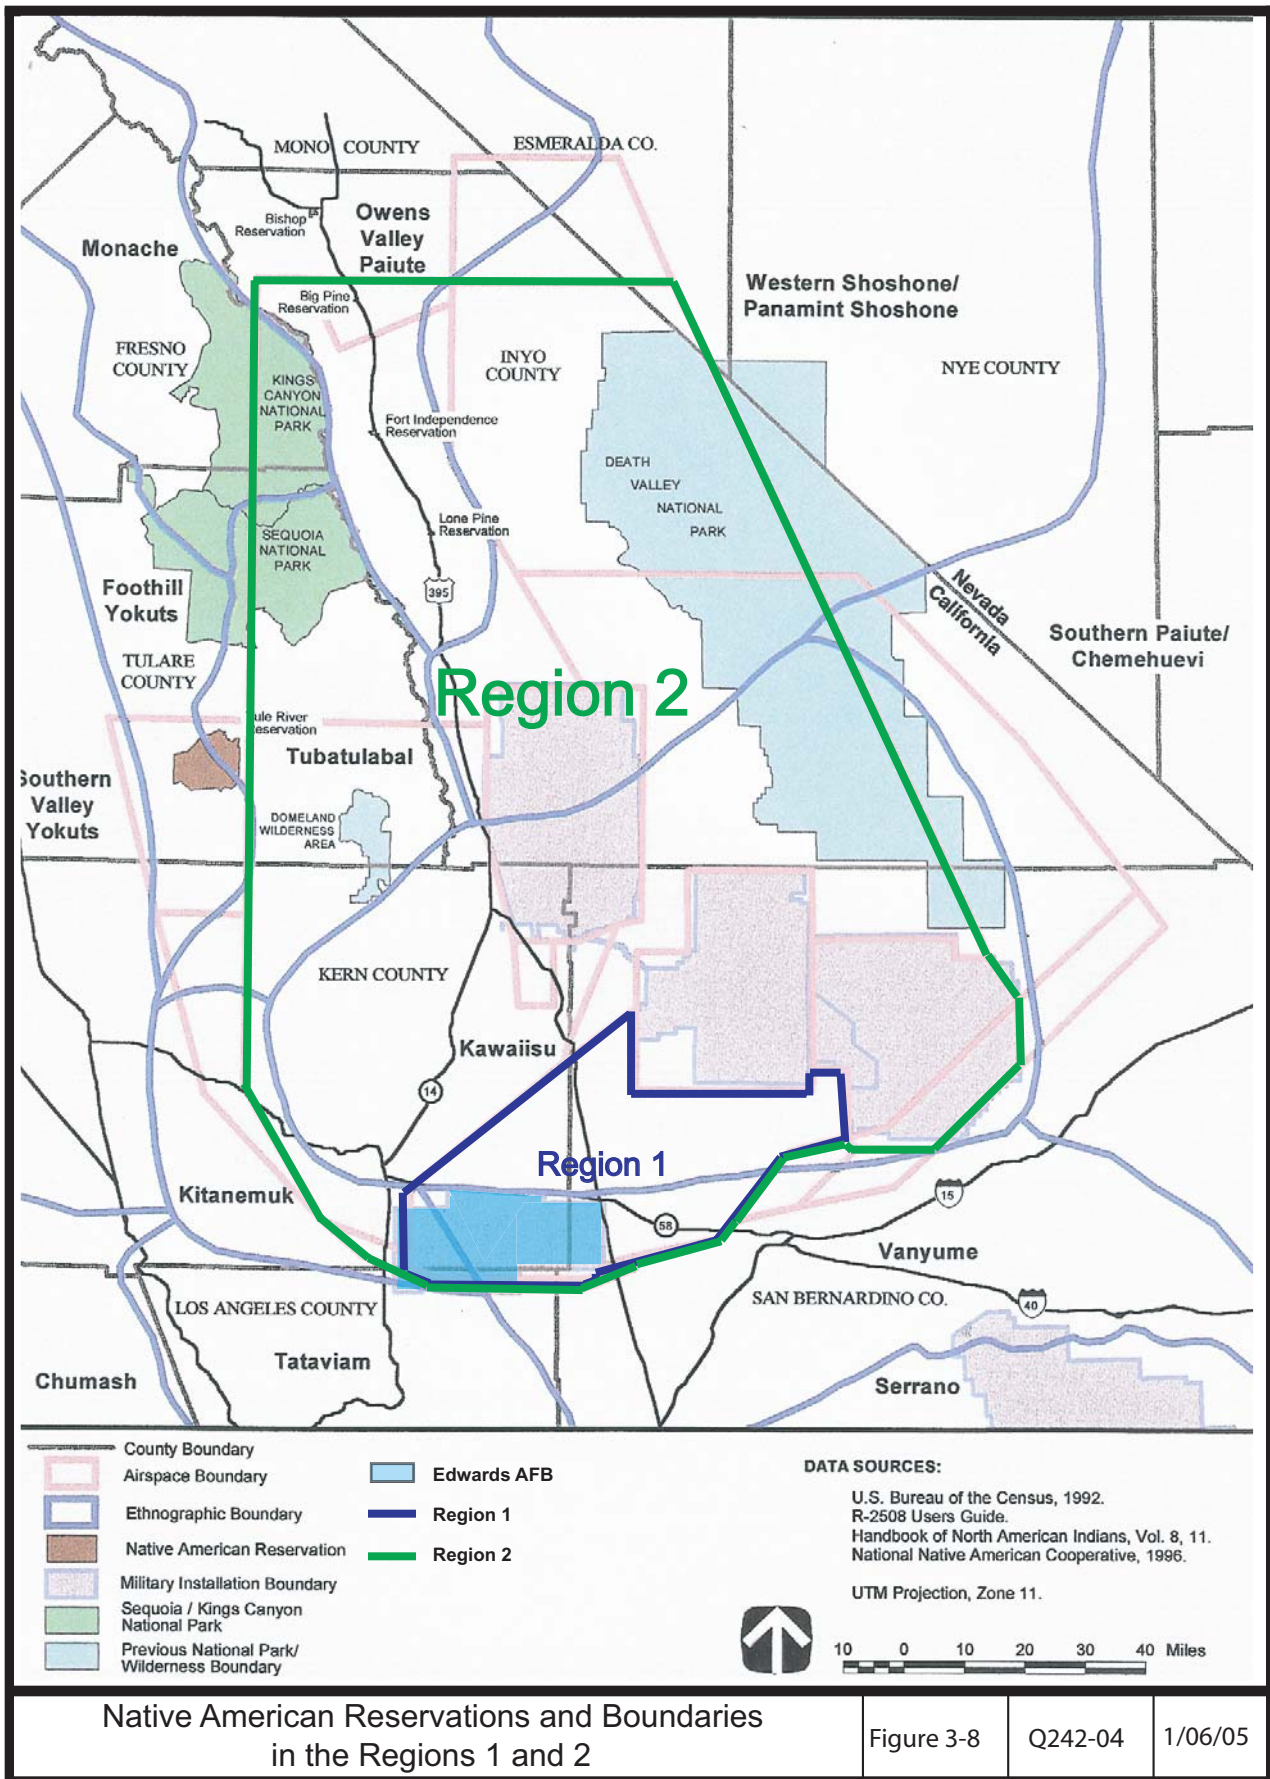 MONO COUNTY
ESMERALDA CO.
Bishop
Reservation
Owens
Valley
Paiute
Monache
Western Shoshone/
Panamint Shoshone
Big Pine
Reservation
FRESNO
COUNTY
INYO
COUNTY
NYE COUNTY
KINGS
CANYON
NATIONAL
PARK
Fort Independence
Reservation
DEATH
VALLEY
NATIONAL
PARK
Lone Pine
Reservation
SEQUOIA
NATIONAL
PARK
395
Foothill
Yokuts
Nevada
California
Southern Paiute/
Chemehuevi
TULARE
COUNTY
Region 2
ule River
eservation
Tubatulabal
Southern
Valley
Yokuts
DOMELAND
WILDERNESS
AREA
KERN COUNTY
Kawaiisu
14
Region 1
Kitanemuk
15
58
Vanyume
LOS ANGELES COUNTY
SAN BERNARDINO CO.
40
Tataviam
Chumash
Serrano
County Boundary
Airspace Boundary
Ethnographic Boundary
Native American Reservation
Military Installation Boundary
Sequoia / Kings Canyon
National Park
Previous National Park/
Wilderness Boundary
Edwards AFB
Region 1
Region 2
DATA SOURCES:
U.S. Bureau of the Census, 1992.
R-2508 Users Guide.
Handbook of North American Indians, Vol. 8, 11.
National Native American Cooperative, 1996.
UTM Projection, Zone 11.
10 0 10 20 30 40 Miles
Native American Reservations and Boundaries
in the Regions 1 and 2
Figure 3-8
Q242-04
1/06/05